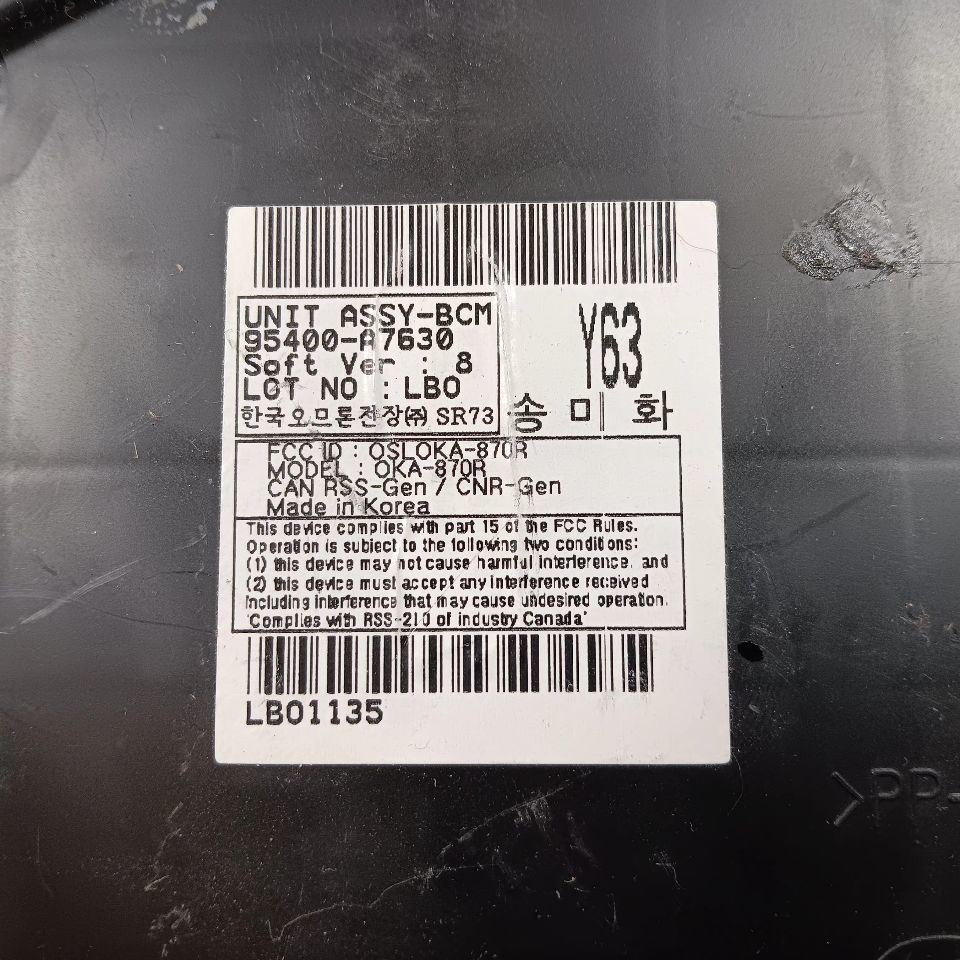 UNIT ASSY-BCM
95400-A7630
Soft Ver : 8
LOT NO : LBO
한국오므론전장(주) SR73
Y63
송 미 화
FCC ID : OSLOKA-870R
MODEL : OKA-870R
CAN RSS-Gen / CNR-Gen
Made in Korea
This device complies with part 15 of the FCC Rules.
Operation is subject to the following two conditions:
(1) this device may not cause harmful interference, and
(2) this device must accept any interference received
including interference that may cause undesired operation.
'Complies with RSS-210 of industry Canada'
LBO1135
>PP-